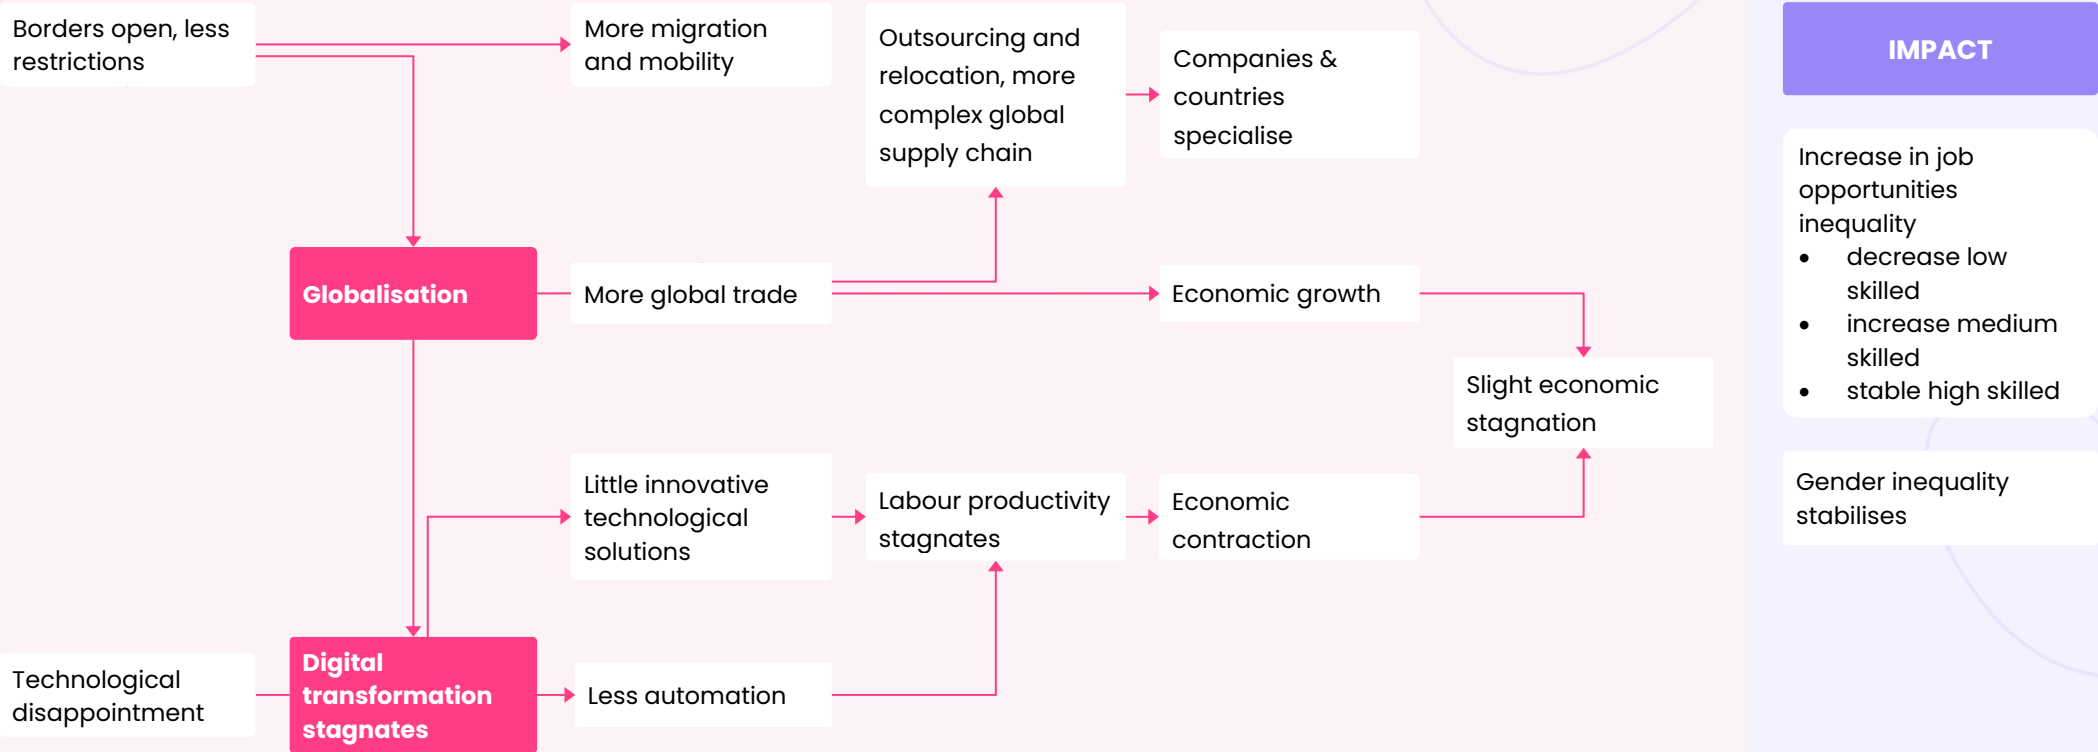 Borders open, less
restrictions
More migration
and mobility
Outsourcing and
relocation, more
complex global
supply chain
Companies &
countries
specialise
Globalisation
More global trade
Economic growth
Slight economic
stagnation
Little innovative
technological
solutions
Labour productivity
stagnates
Economic
contraction
Technological
disappointment
Digital
transformation
stagnates
Less automation
IMPACT
Increase in job
opportunities
inequality
• decrease low
skilled
• increase medium
skilled
• stable high skilled
Gender inequality
stabilises